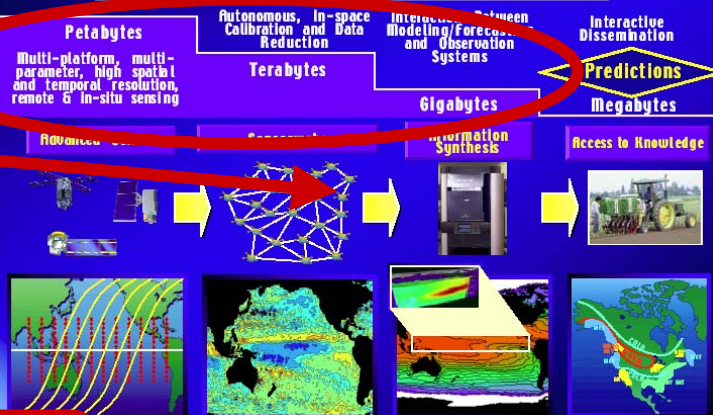 Petabytes
Multi-platform, multi-
parameter, high spatial
and temporal resolution,
remote & in-situ sensing
Autonomous, In-space
Calibration and Data
Reduction
Terabytes
Between
Modeling/Forecasting
and Observation
Systems
Gigabytes
Interactive
Dissemination
Predictions
Megabytes
Advanced
Information
Synthesis
Access to Knowledge
COLD